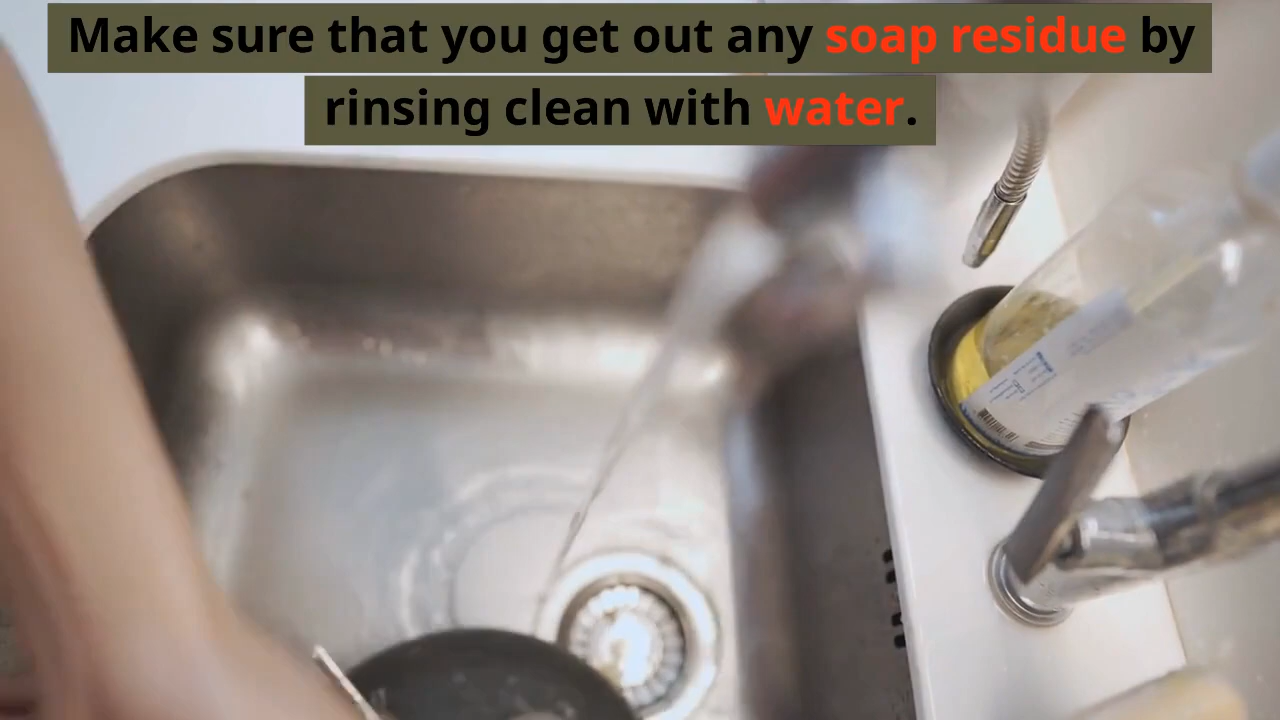 Make sure that you get out any soap residue by
rinsing clean with water.